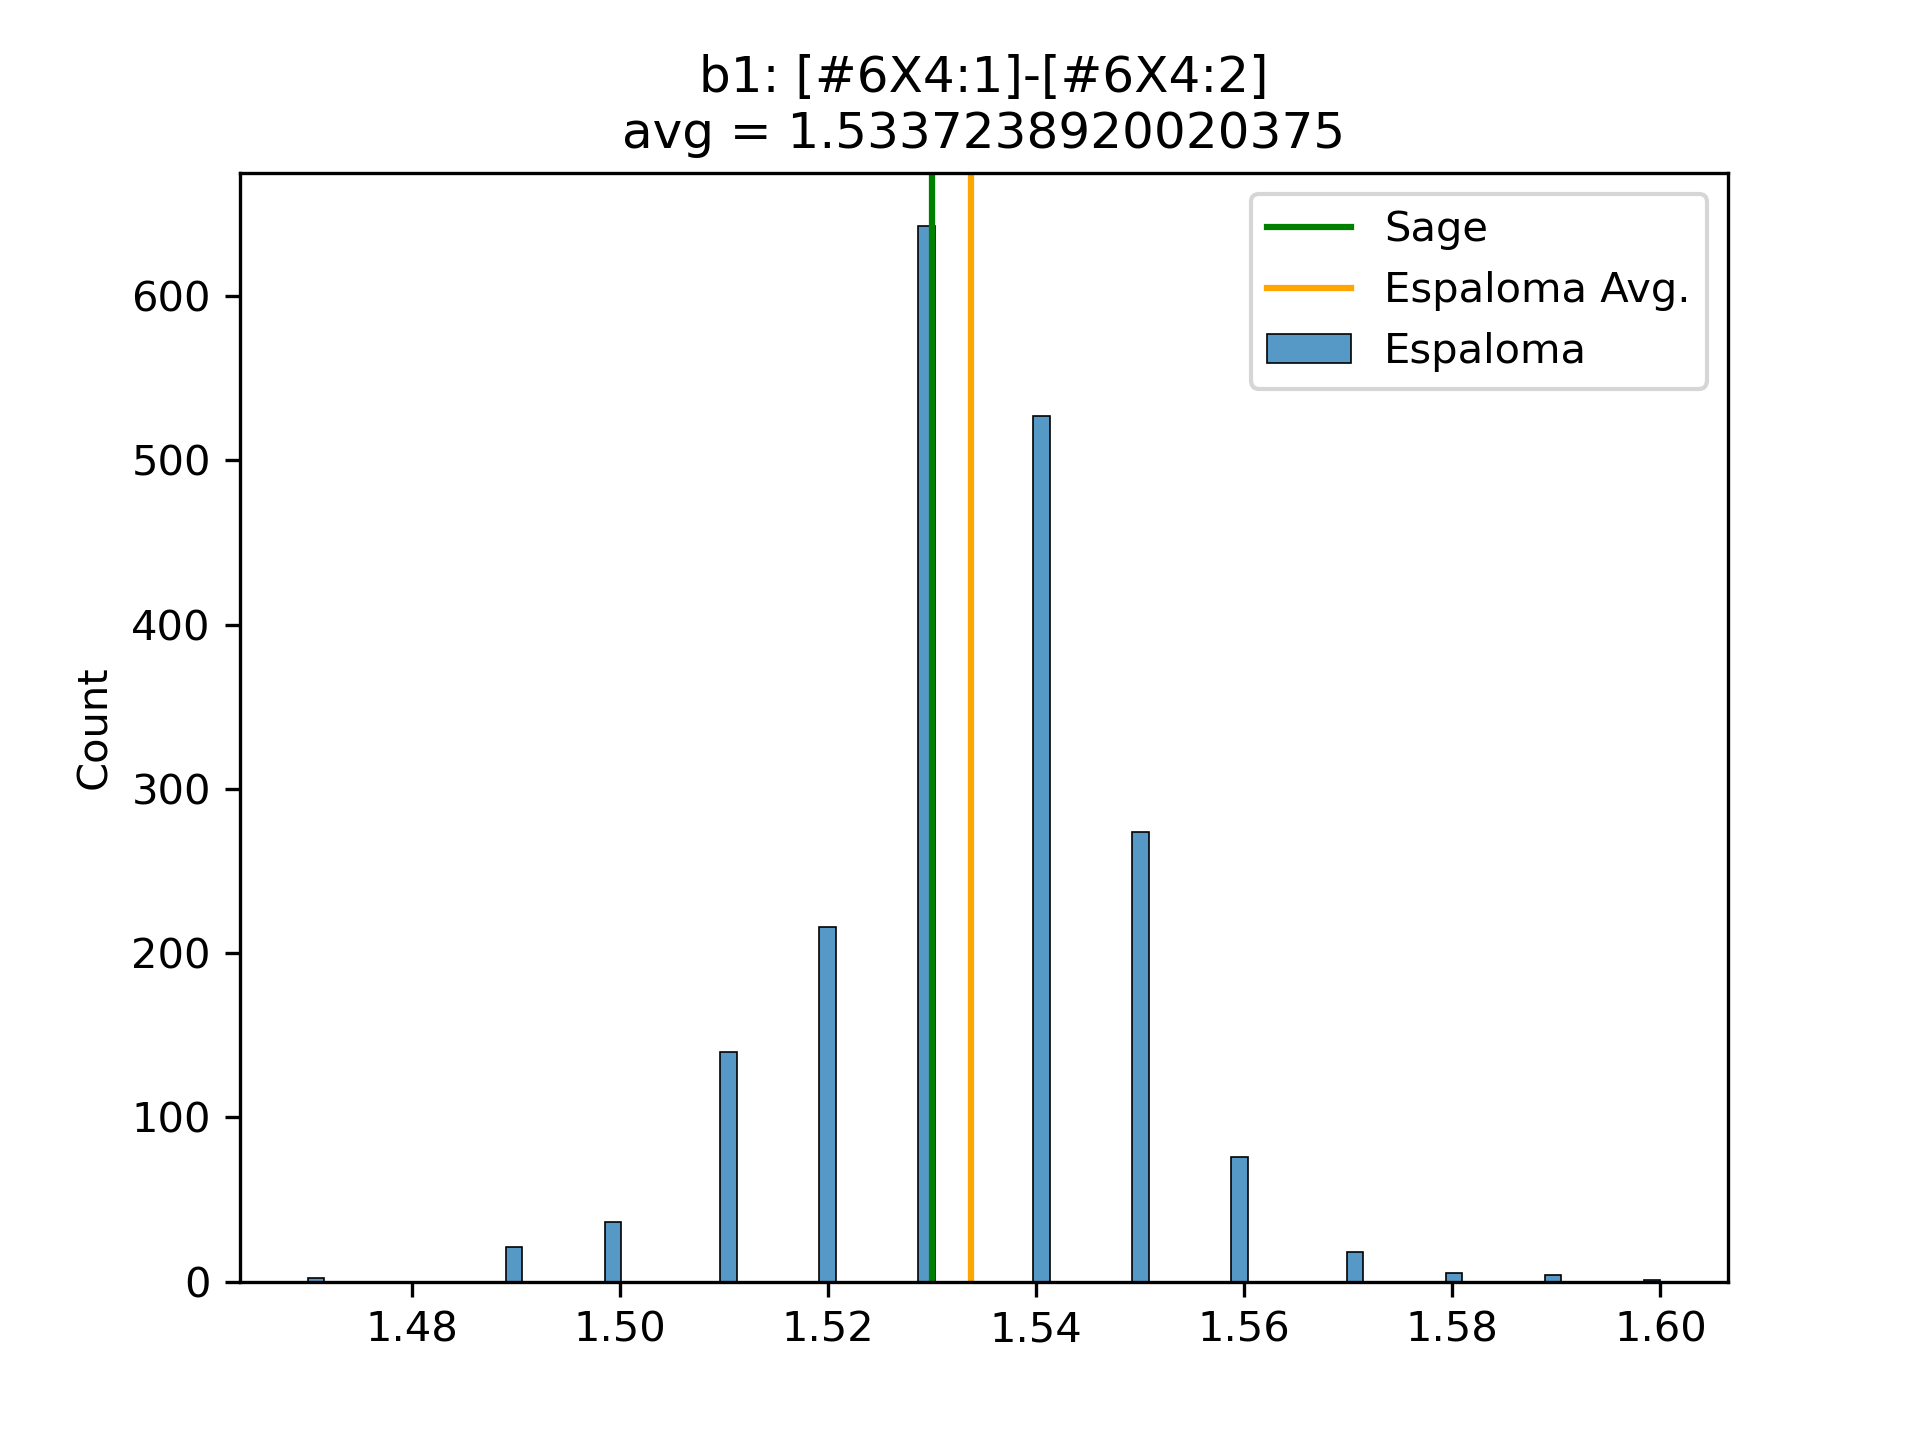 b1: [#6X4:1]-[#6X4:2]
avg = 1.5337238920020375
Sage
Espaloma Avg.
Espaloma
Count
600
500
400
300
200
100
0
1.48 1.50 1.52 1.54 1.56 1.58 1.60